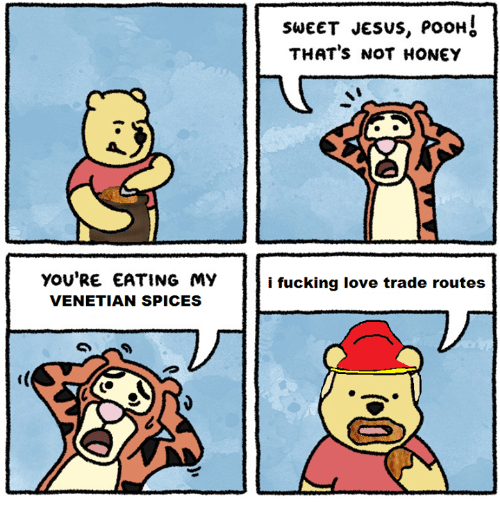 SWEET JESUS, POOH!
THAT'S NOT HONEY
YOU'RE EATING MY
VENETIAN SPICES
i fucking love trade routes